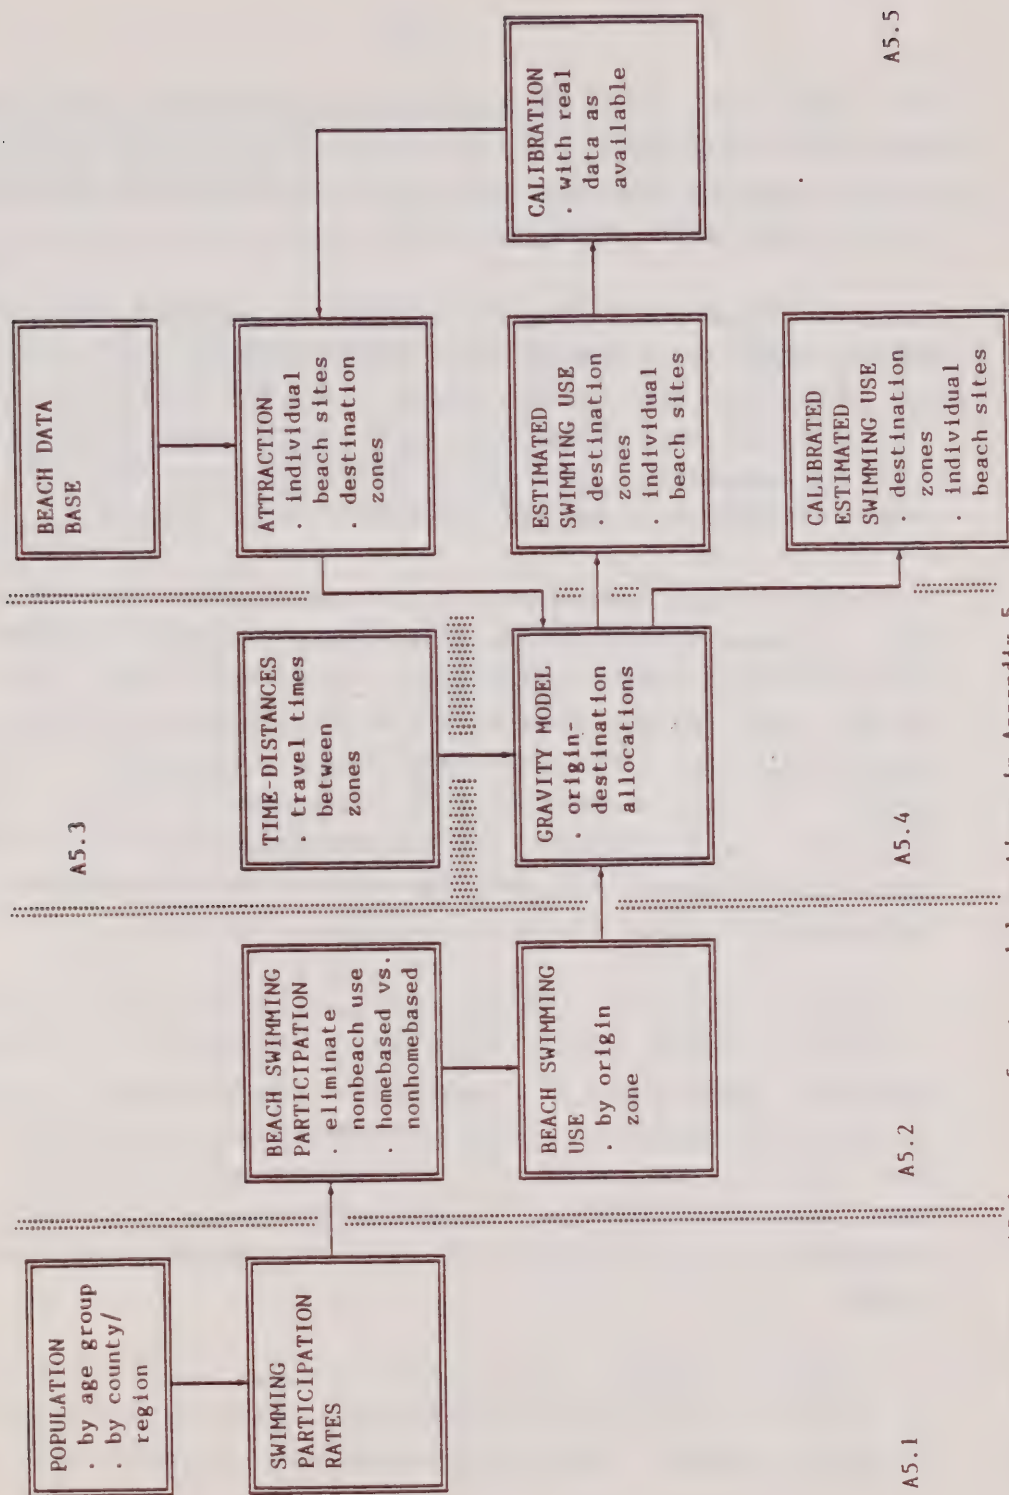 POPULATION
. by age group
. by county/
region
SWIMMING
PARTICIPATION
RATES
A5.1
BEACH SWIMMING
PARTICIPATION
. eliminate
nonbeach use
. homebased vs.
nonhomebased
BEACH SWIMMING
USE
. by origin
zone
A5.2
A5.3
TIME-DISTANCES
. travel times
between
zones
GRAVITY MODEL
. origin-
destination
allocations
A5.4
BEACH DATA
BASE
ATTRACTION
. individual
beach sites
. destination
zones
ESTIMATED
SWIMMING USE
. destination
zones
. individual
beach sites
CALIBRATED
ESTIMATED
SWIMMING USE
. destination
zones
. individual
beach sites
CALIBRATION
. with real
data as
available
A5.5
in Appendix 5